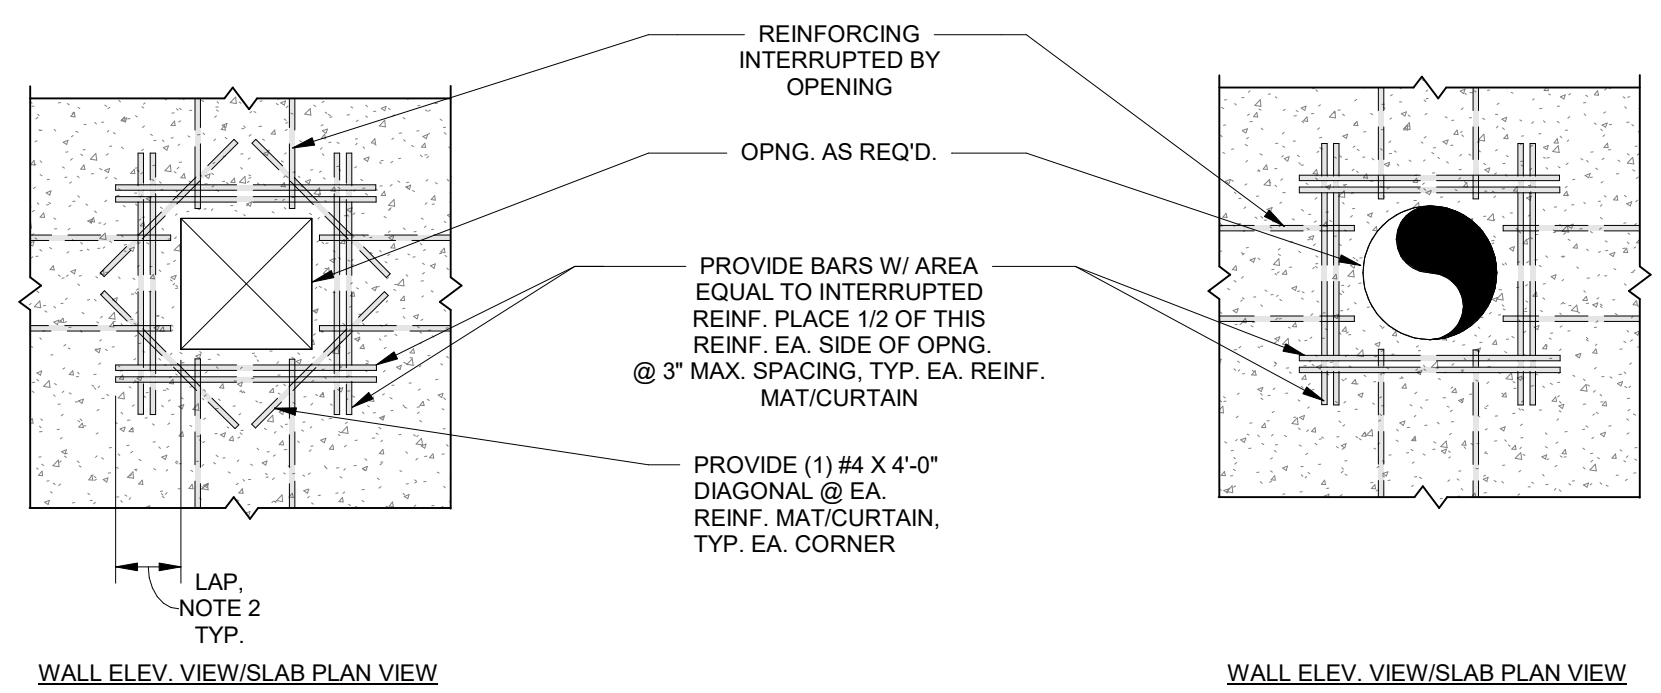 REINFORCING
INTERRUPTED BY
OPENING
OPNG. AS REQ'D.
PROVIDE BARS W/ AREA
EQUAL TO INTERRUPTED
REINF. PLACE 1/2 OF THIS
REINF. EA. SIDE OF OPNG.
@ 3" MAX. SPACING, TYP. EA. REINF.
MAT/CURTAIN
PROVIDE (1) #4 X 4'-0"
DIAGONAL @ EA.
REINF. MAT/CURTAIN,
TYP. EA. CORNER
LAP,
NOTE 2
TYP.
WALL ELEV. VIEW/SLAB PLAN VIEW
WALL ELEV. VIEW/SLAB PLAN VIEW